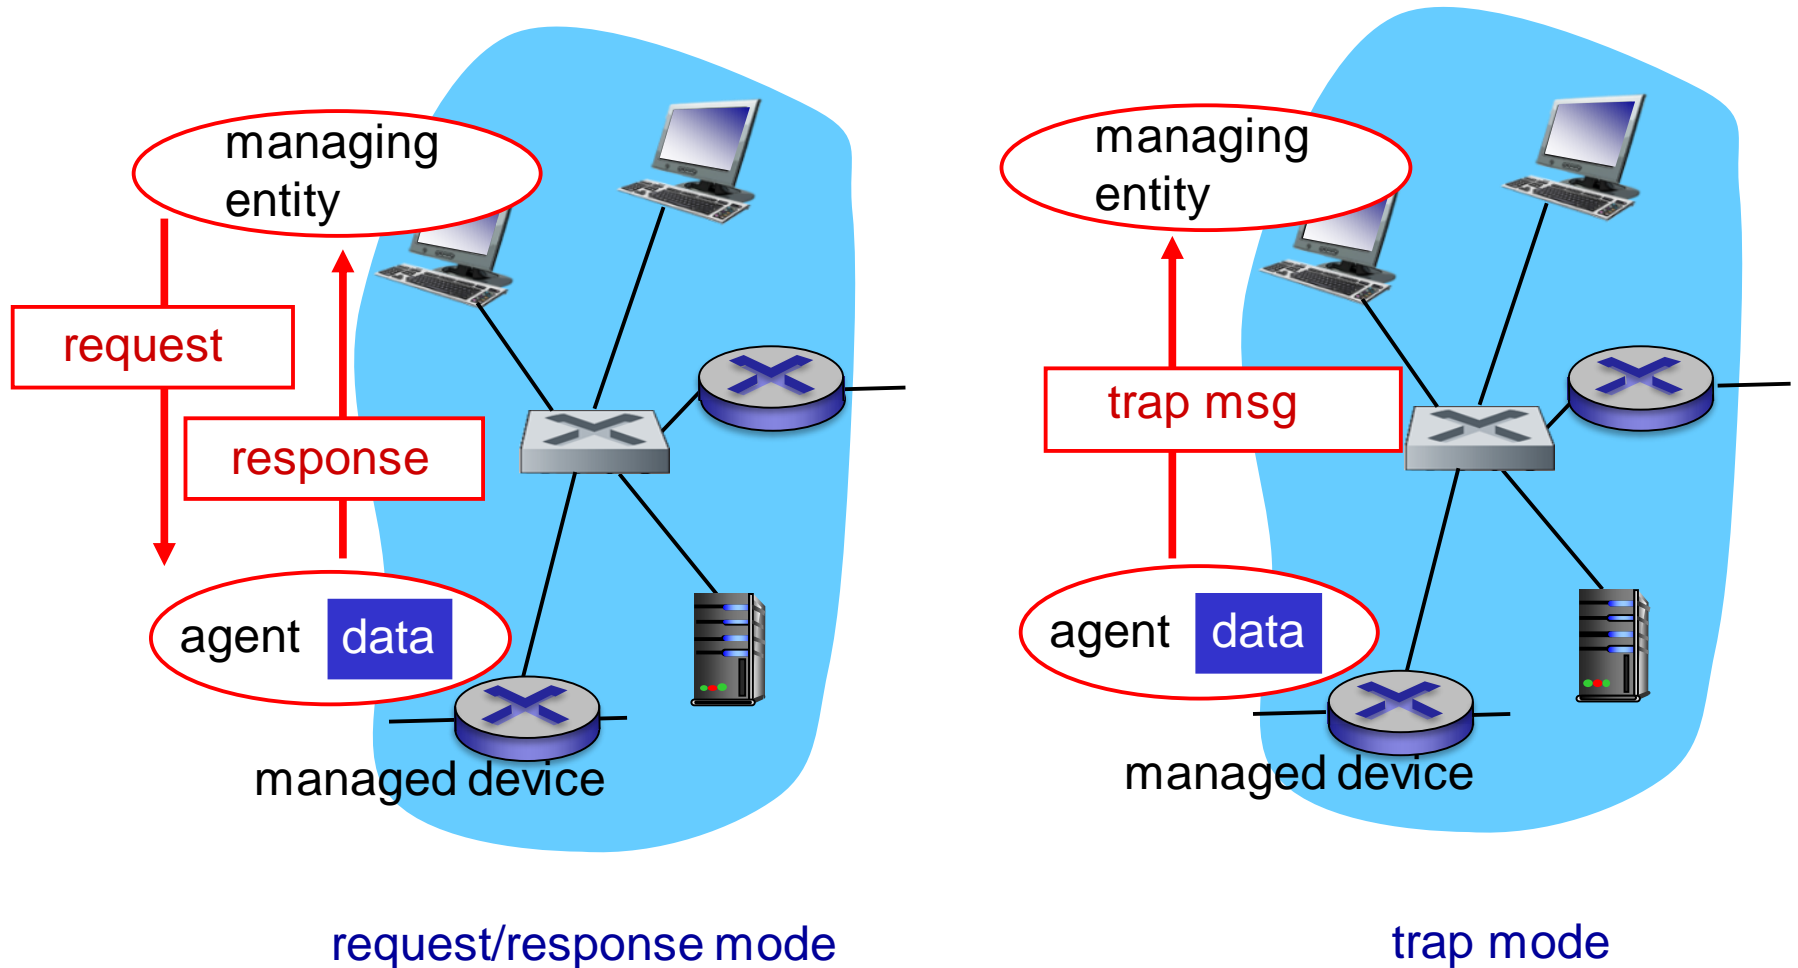 managing
entity
request
response
agent
data
managed device
request/response mode
managing
entity
trap msg
agent
data
managed device
trap mode